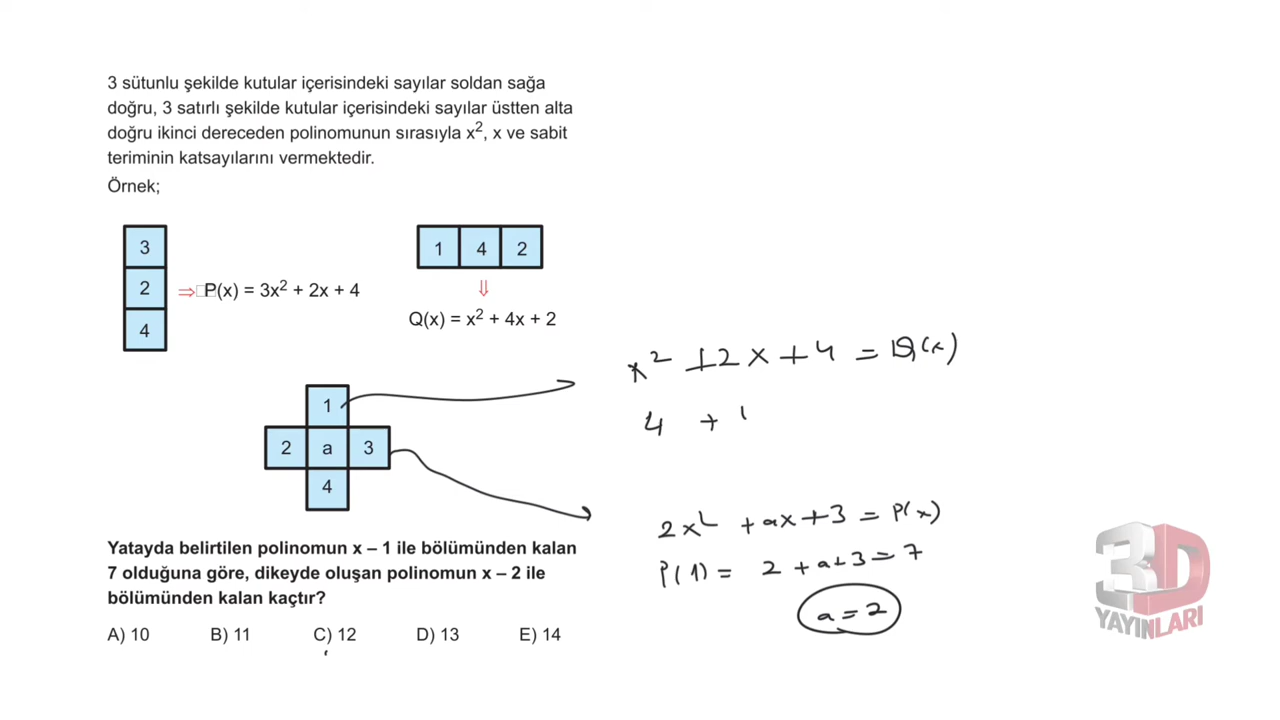 3 sütunlu şekilde kutular içerisindeki sayılar soldan sağa
doğru, 3 satırlı şekilde kutular içerisindeki sayılar üstten alta
doğru ikinci dereceden polinomunun sırasıyla x², x ve sabit
teriminin katsayılarını vermektedir.
Örnek;
3
2
4
⇒ P(x) = 3x² + 2x + 4
1 4 2
⇓
Q(x) = x² + 4x + 2
1
2 a 3
4
x² + 2x + 4 = Q(x)
4 +
2x² + ax + 3 = P(x)
P(1) = 2 + a + 3 = 7
a = 2
Yatayda belirtilen polinomun x – 1 ile bölümünden kalan
7 olduğuna göre, dikeyde oluşan polinomun x – 2 ile
bölümünden kalan kaçtır?
A) 10 B) 11 C) 12 D) 13 E) 14
3D
YAYINLARI